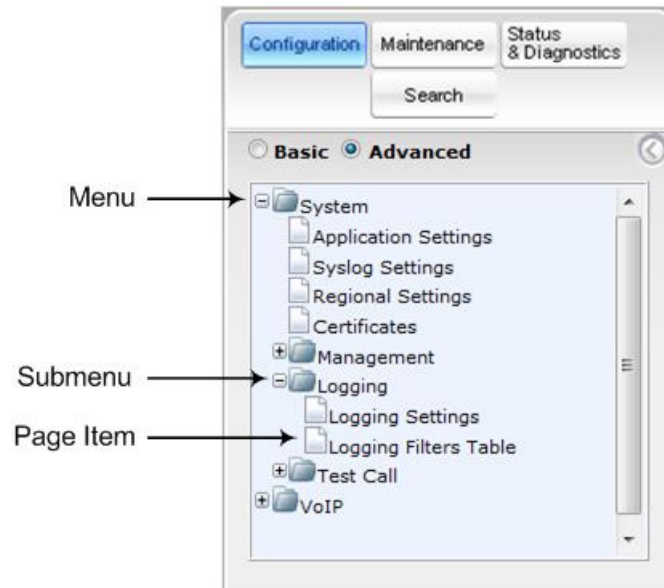 Configuration
Maintenance
Status
& Diagnostics
Search
Basic
Advanced
Menu
System
Application Settings
Syslog Settings
Regional Settings
Certificates
Management
Submenu
Logging
Logging Settings
Page Item
Logging Filters Table
Test Call
VoIP